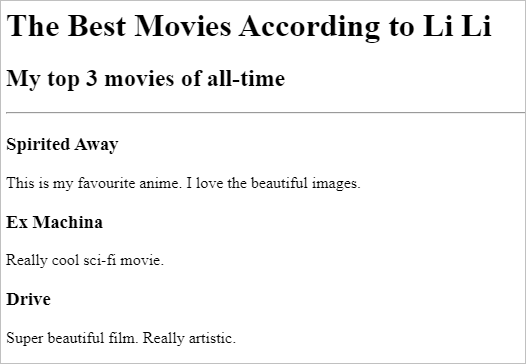 The Best Movies According to Li Li
My top 3 movies of all-time
Spirited Away
This is my favourite anime. I love the beautiful images.
Ex Machina
Really cool sci-fi movie.
Drive
Super beautiful film. Really artistic.